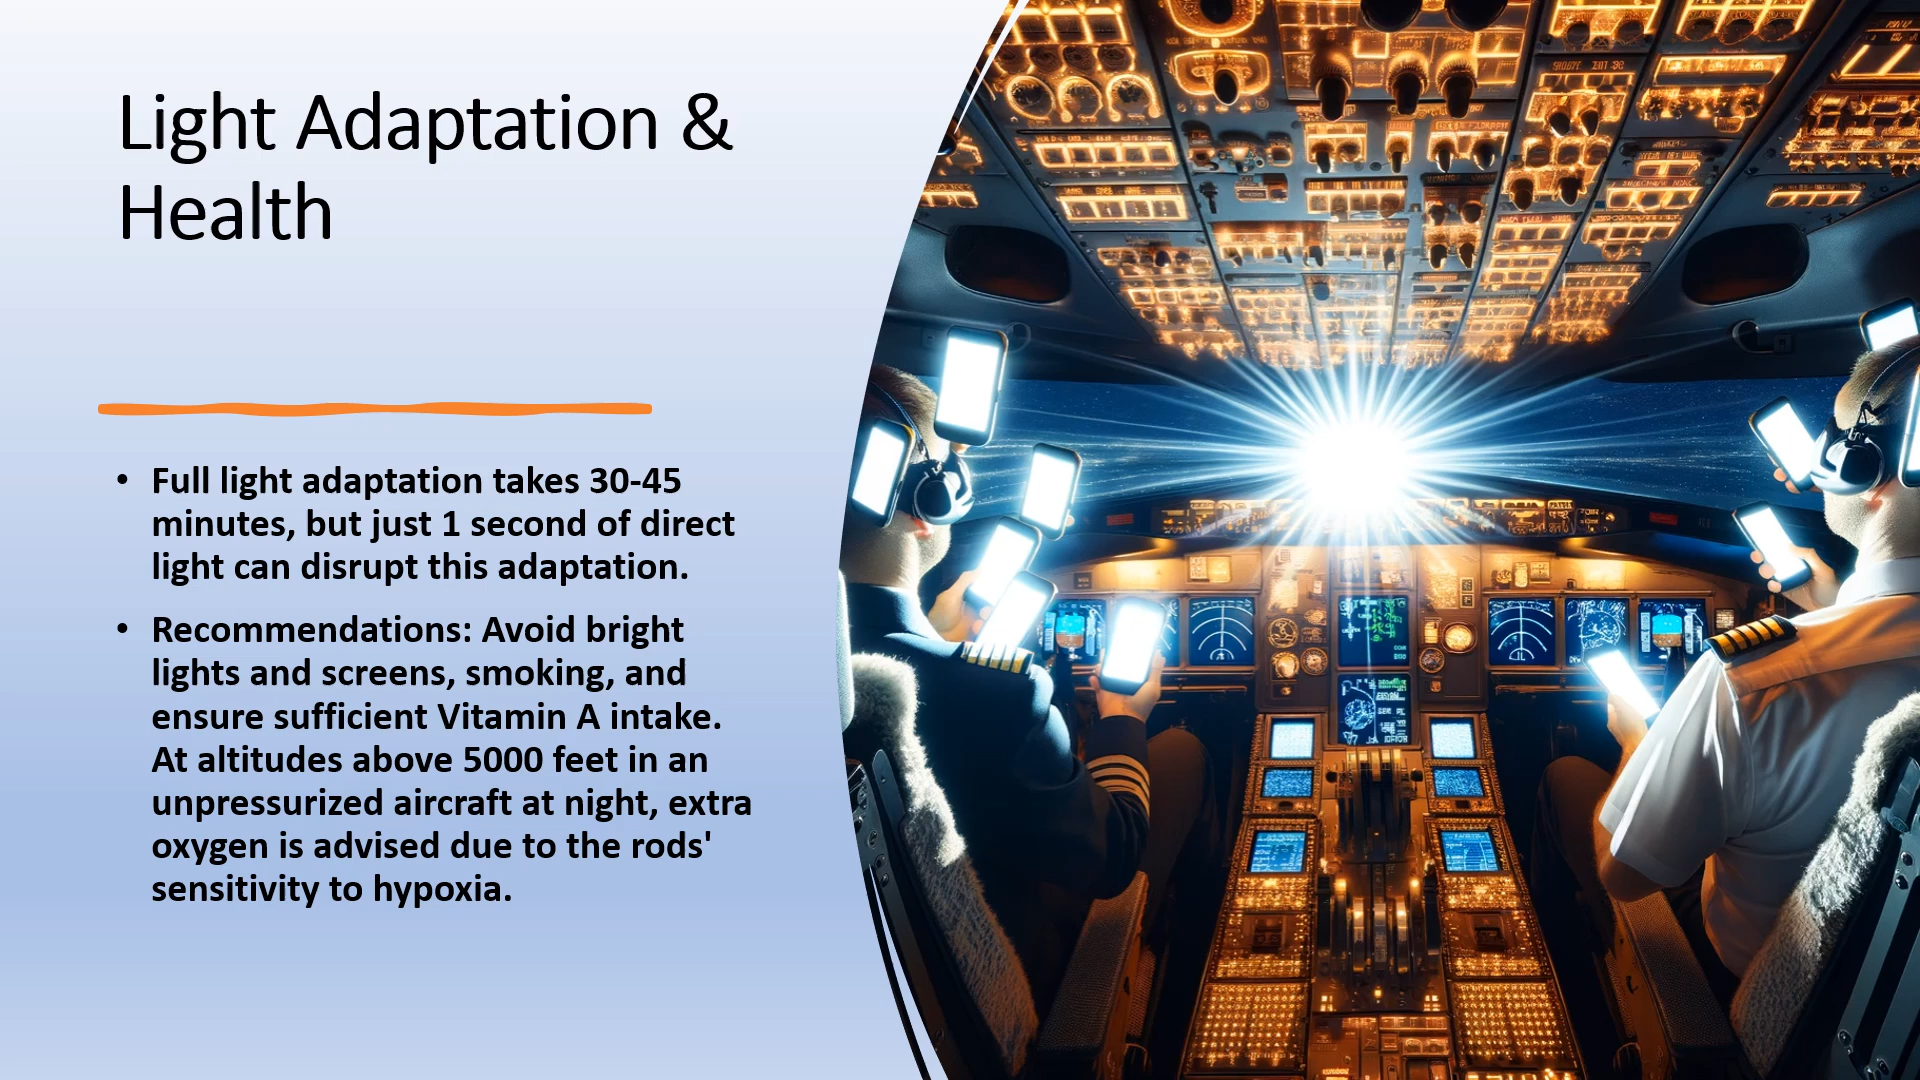 Light Adaptation &
Health
• Full light adaptation takes 30-45
minutes, but just 1 second of direct
light can disrupt this adaptation.
• Recommendations: Avoid bright
lights and screens, smoking, and
ensure sufficient Vitamin A intake.
At altitudes above 5000 feet in an
unpressurized aircraft at night, extra
oxygen is advised due to the rods'
sensitivity to hypoxia.